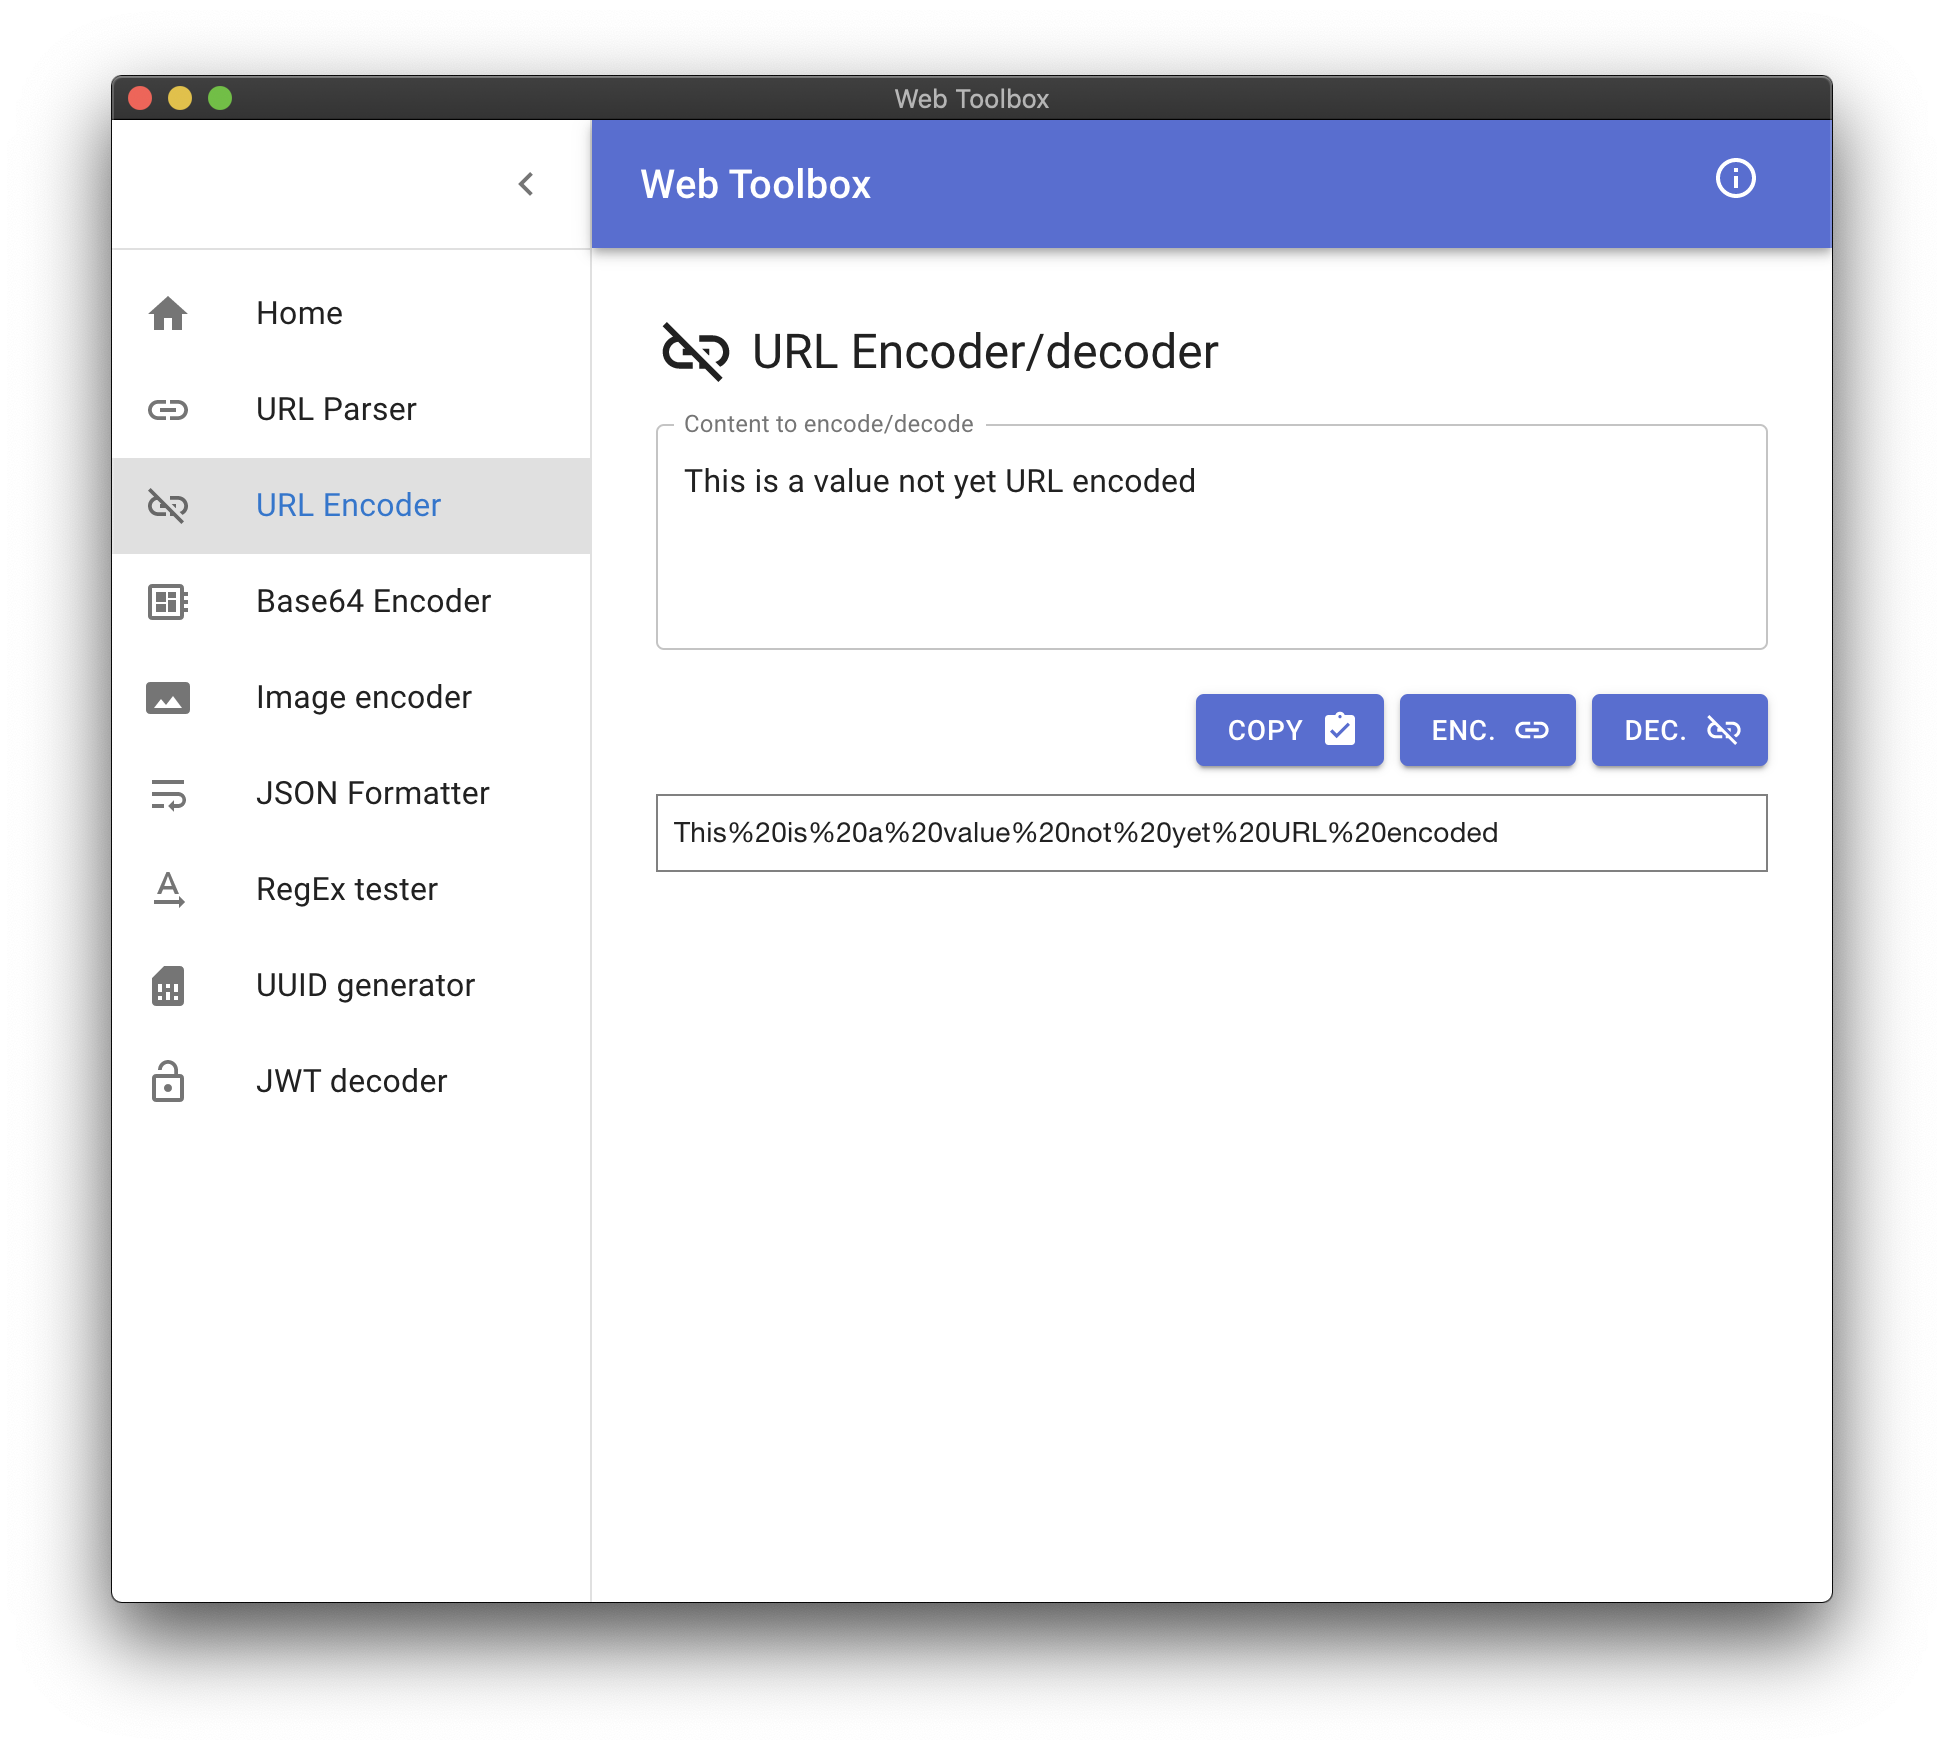 Web Toolbox
Web Toolbox
Home
URL Parser
URL Encoder
Base64 Encoder
Image encoder
JSON Formatter
RegEx tester
UUID generator
JWT decoder
URL Encoder/decoder
Content to encode/decode
This is a value not yet URL encoded
COPY
ENC.
DEC.
This%20is%20a%20value%20not%20yet%20URL%20encoded